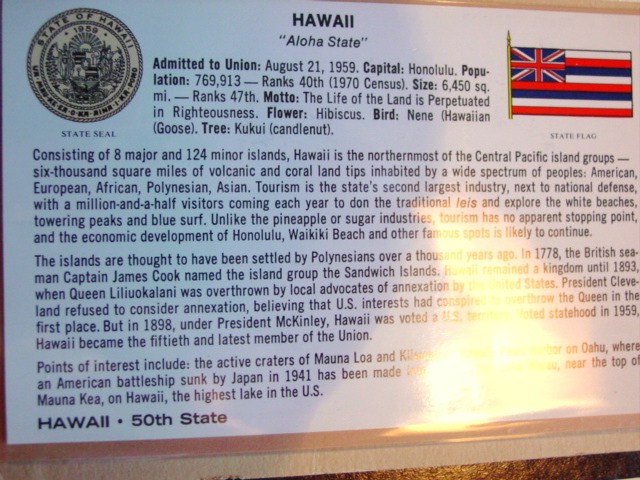 HAWAII
"Aloha State"
Admitted to Union: August 21, 1959. Capital: Honolulu. Popu-
lation: 769,913 — Ranks 40th (1970 Census). Size: 6,450 sq.
mi. — Ranks 47th. Motto: The Life of the Land is Perpetuated
in Righteousness. Flower: Hibiscus. Bird: Nene (Hawaiian
(Goose). Tree: Kukui (candlenut).
STATE OF HAWAII
1959
STATE SEAL
STATE FLAG
Consisting of 8 major and 124 minor islands, Hawaii is the northernmost of the Central Pacific island groups —
six-thousand square miles of volcanic and coral land tips inhabited by a wide spectrum of peoples: American,
European, African, Polynesian, Asian. Tourism is the state's second largest industry, next to national defense,
with a million-and-a-half visitors coming each year to don the traditional leis and explore the white beaches,
towering peaks and blue surf. Unlike the pineapple or sugar industries, tourism has no apparent stopping point,
and the economic development of Honolulu, Waikiki Beach and other famous spots is likely to continue.
The islands are thought to have been settled by Polynesians over a thousand years ago. In 1778, the British sea-
man Captain James Cook named the island group the Sandwich Islands. Hawaii remained a kingdom until 1893,
when Queen Liliuokalani was overthrown by local advocates of annexation by the United States. President Cleve-
land refused to consider annexation, believing that U.S. interests had conspired to overthrow the Queen in the
first place. But in 1898, under President McKinley, Hawaii was voted a U.S. territory. Voted statehood in 1959,
Hawaii became the fiftieth and latest member of the Union.
Points of interest include: the active craters of Mauna Loa and on Oahu, where
an American battleship sunk by Japan in 1941 has been made near the top of
Mauna Kea, on Hawaii, the highest lake in the U.S.
HAWAII • 50th State